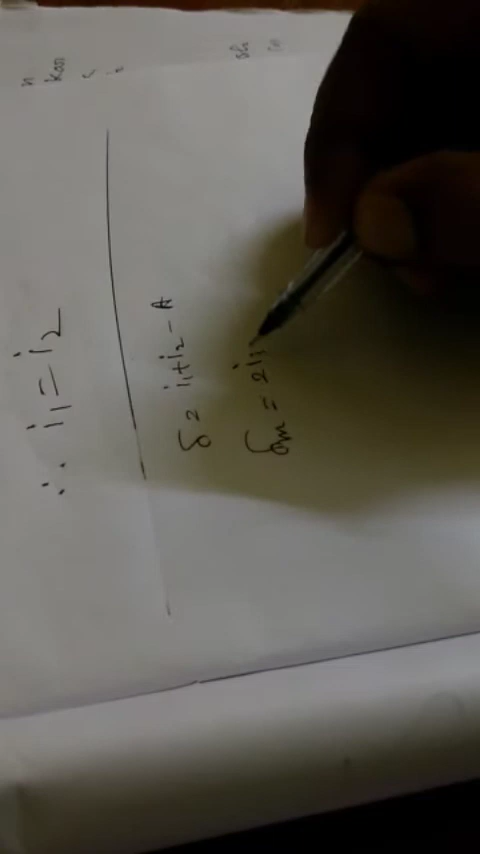 ∴ i₁ = i₂
δ = i₁+i₂ - A
δm = 2i₁